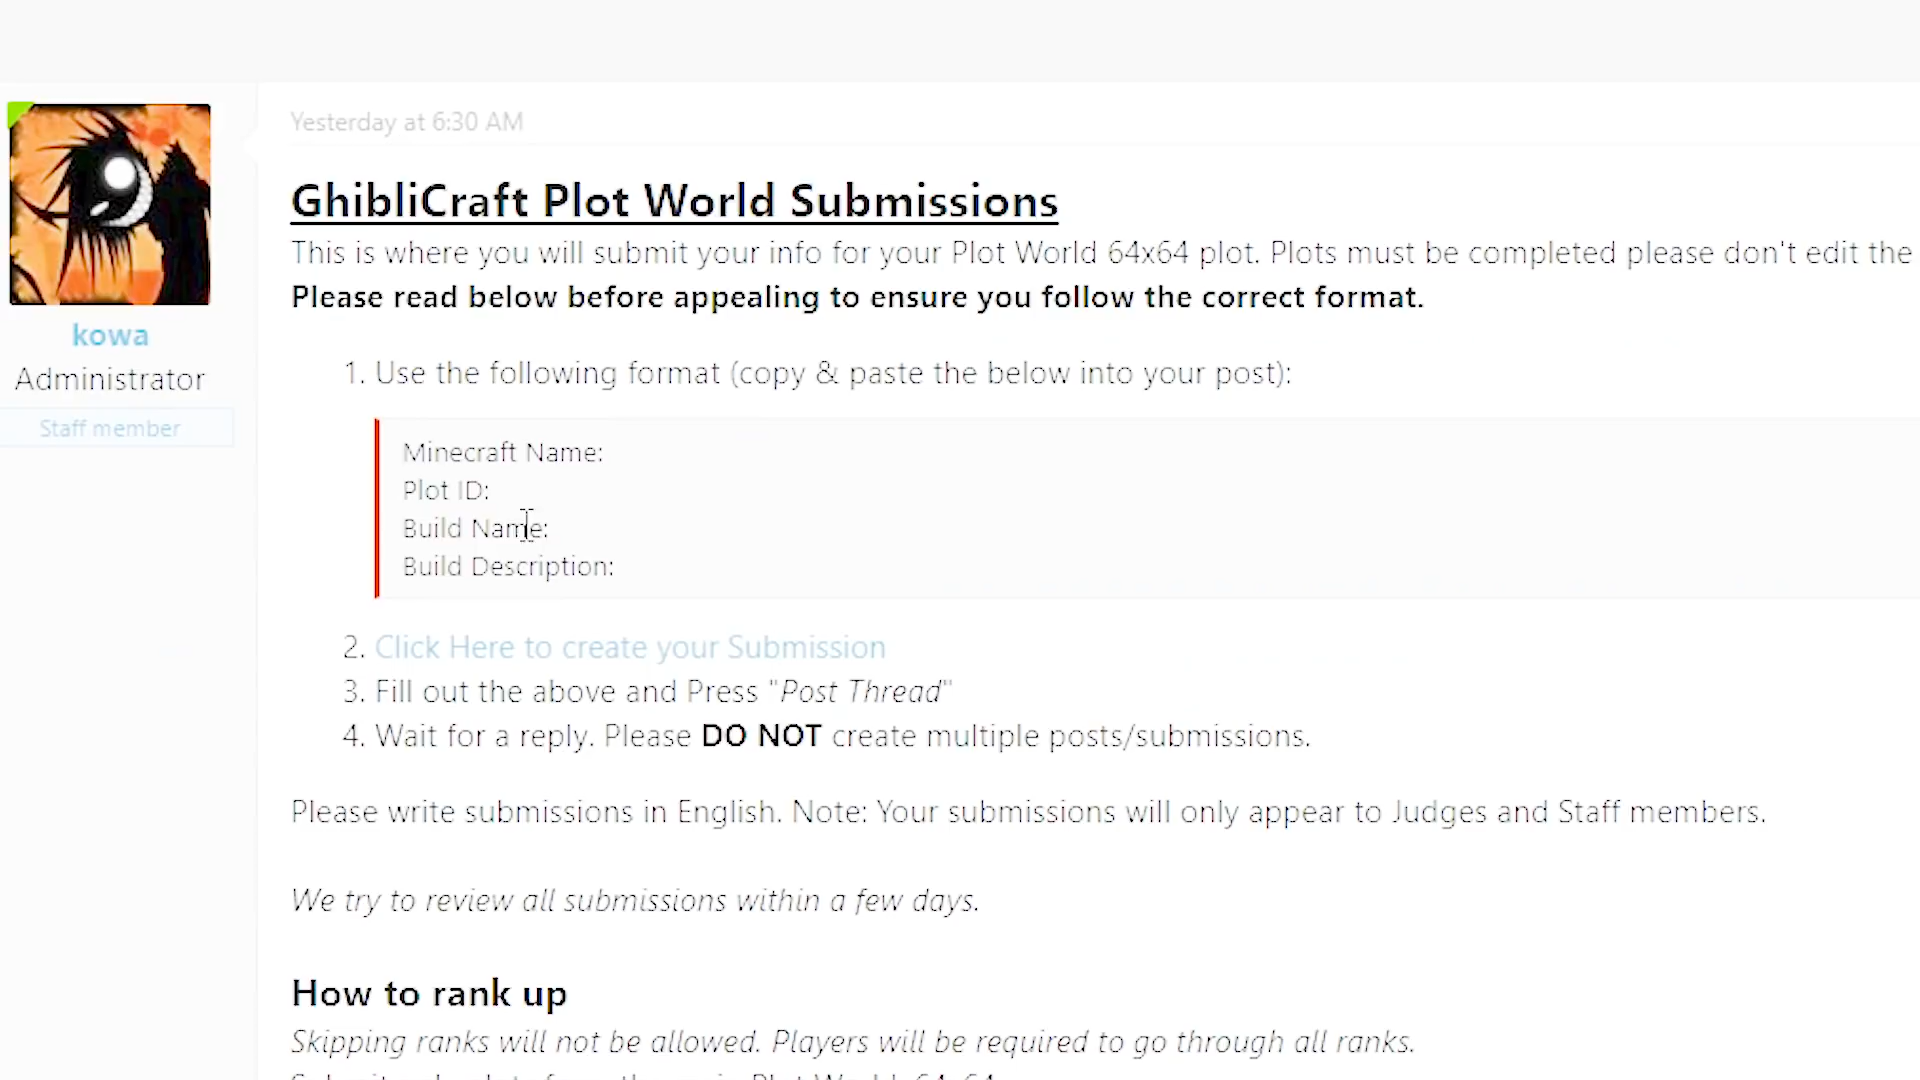 Yesterday at 6:30 AM
GhibliCraft Plot World Submissions
This is where you will submit your info for your Plot World 64x64 plot. Plots must be completed please don't edit the
Please read below before appealing to ensure you follow the correct format.
kowa
Administrator
Staff member
1. Use the following format (copy & paste the below into your post):
Minecraft Name:
Plot ID:
Build Name:
Build Description:
2. Click Here to create your Submission
3. Fill out the above and Press "Post Thread"
4. Wait for a reply. Please DO NOT create multiple posts/submissions.
Please write submissions in English. Note: Your submissions will only appear to Judges and Staff members.
We try to review all submissions within a few days.
How to rank up
Skipping ranks will not be allowed. Players will be required to go through all ranks.